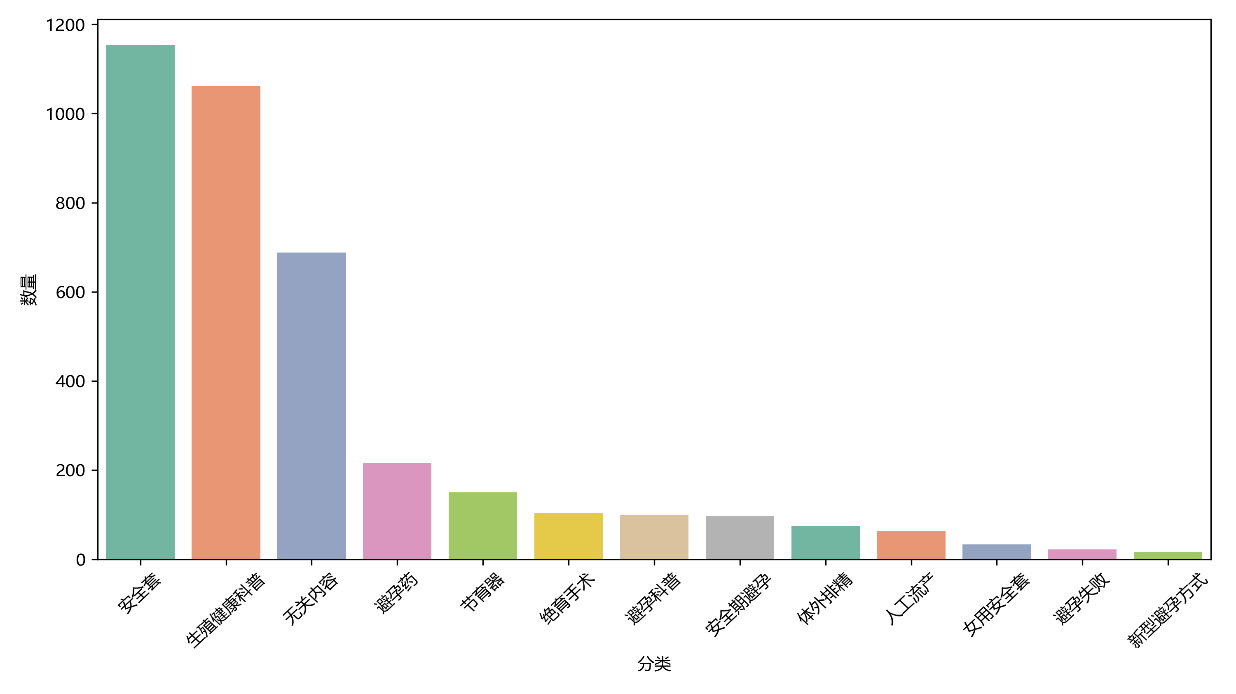 1200
1000
800
600
400
200
0
数量
安全套
生殖健康科普
无关内容
避孕药
节育器
绝育手术
避孕科普
安全期避孕
体外排精
人工流产
女用安全套
避孕失败
新型避孕方式
分类